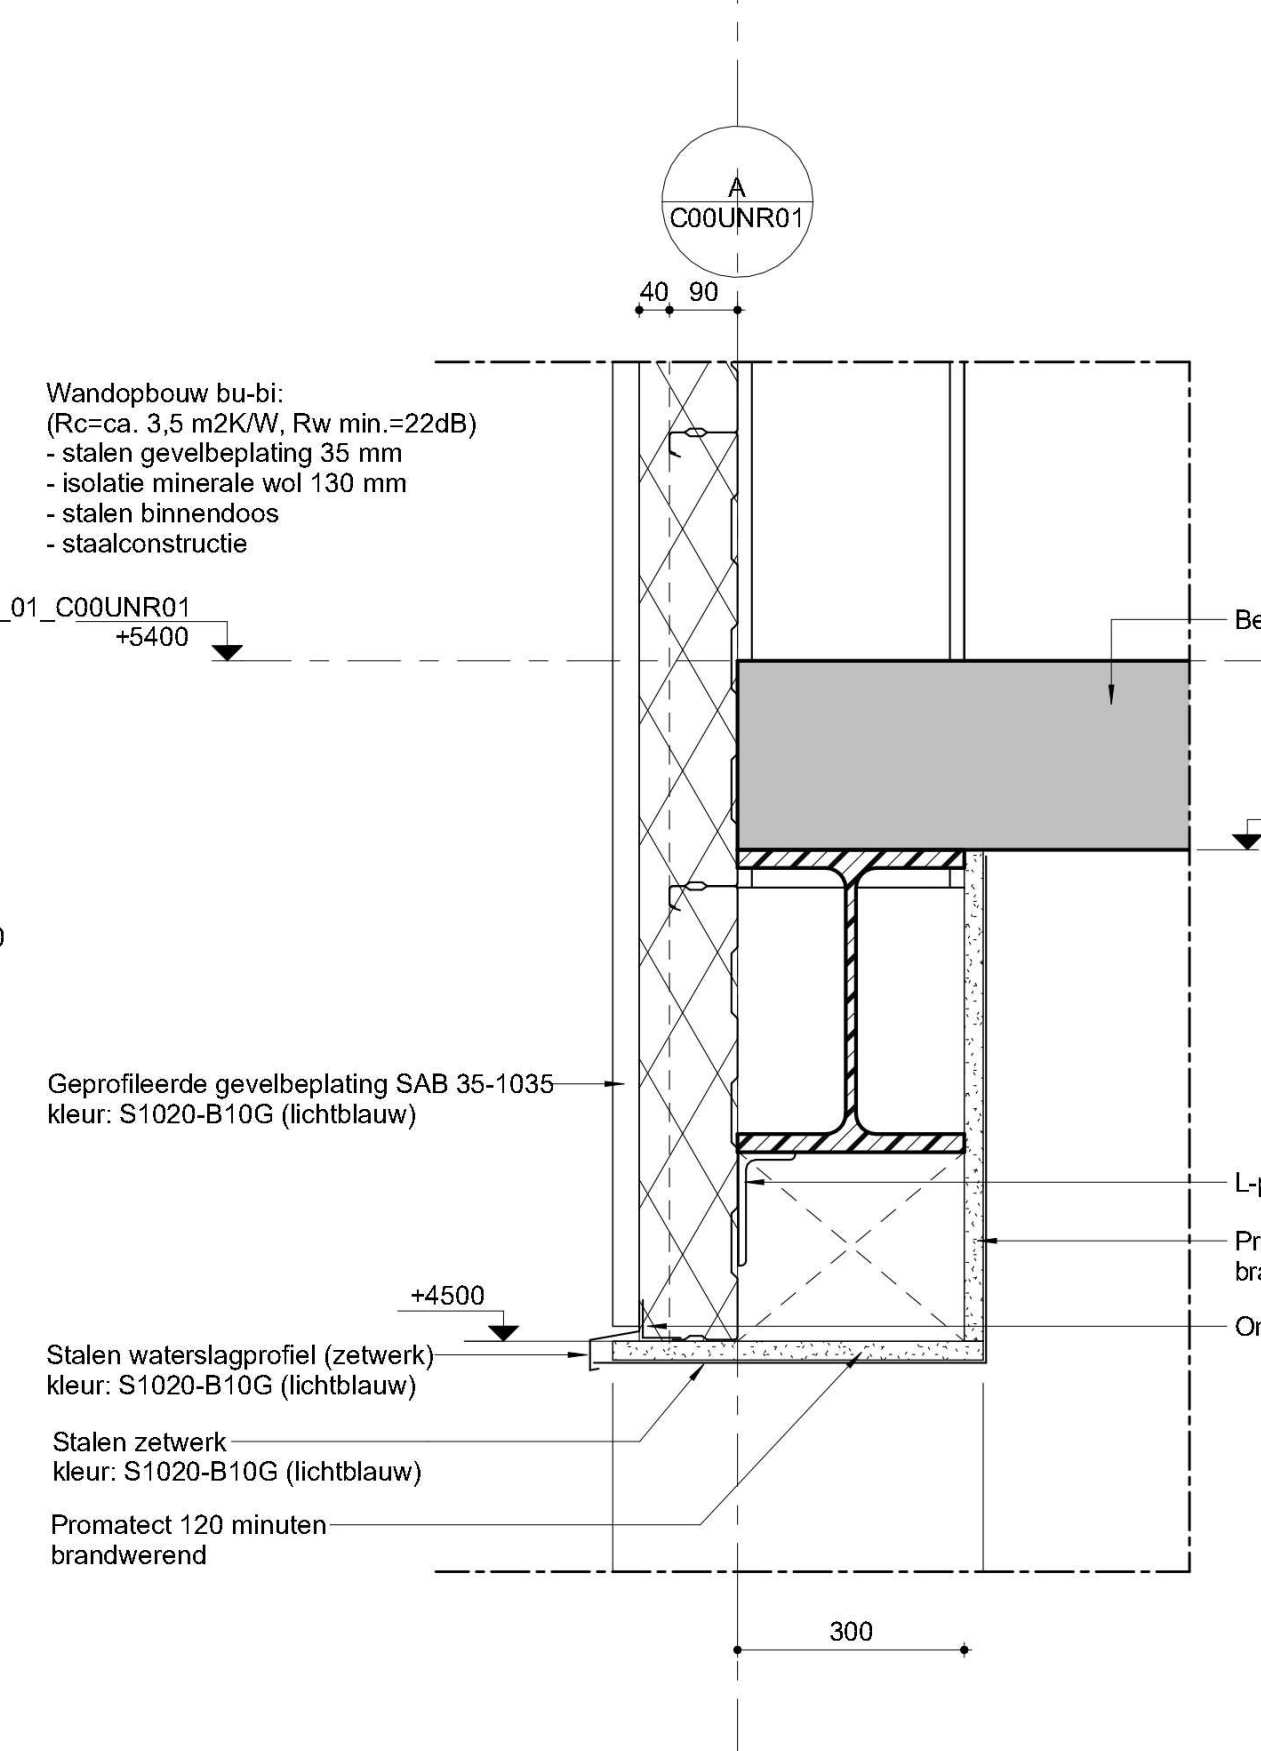 A
C00UNR01
40 90
Wandopbouw bu-bi:
(Rc=ca. 3,5 m2K/W, Rw min.=22dB)
- stalen gevelbeplating 35 mm
- isolatie minerale wol 130 mm
- stalen binnendoos
- staalconstructie
_01_C00UNR01
+5400
Geprofileerde gevelbeplating SAB 35-1035
kleur: S1020-B10G (lichtblauw)
+4500
Stalen waterslagprofiel (zetwerk)
kleur: S1020-B10G (lichtblauw)
Stalen zetwerk
kleur: S1020-B10G (lichtblauw)
Promatect 120 minuten
brandwerend
300